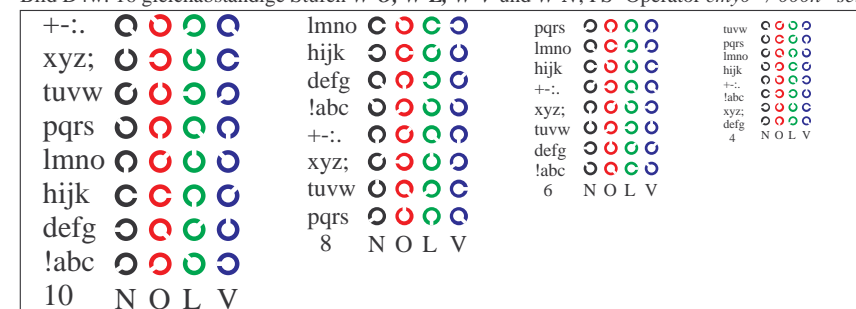 +-:.
xyz;
tuvw
pqrs
lmno
hijk
defg
!abc
10 N O L V
lmno
hijk
defg
!abc
+-:.
xyz;
tuvw
pqrs
8 N O L V
pqrs
lmno
hijk
+-:.
xyz;
tuvw
defg
!abc
6 N O L V
tuvw
pqrs
lmno
hijk
+-:.
!abc
xyz;
defg
4 N O L V